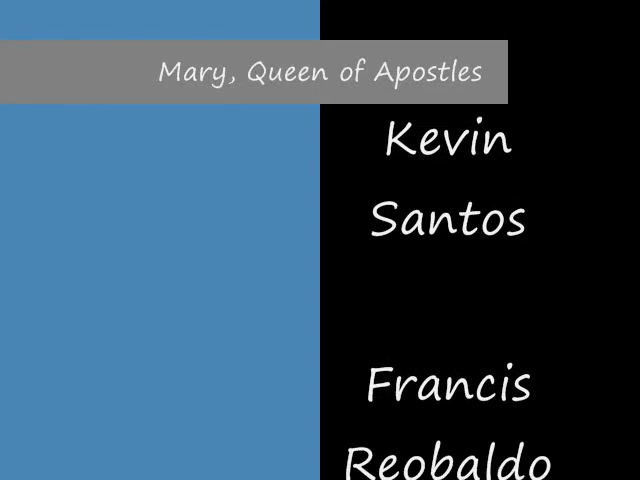 Mary, Queen of Apostles
Kevin
Santos
Francis
Reobaldo